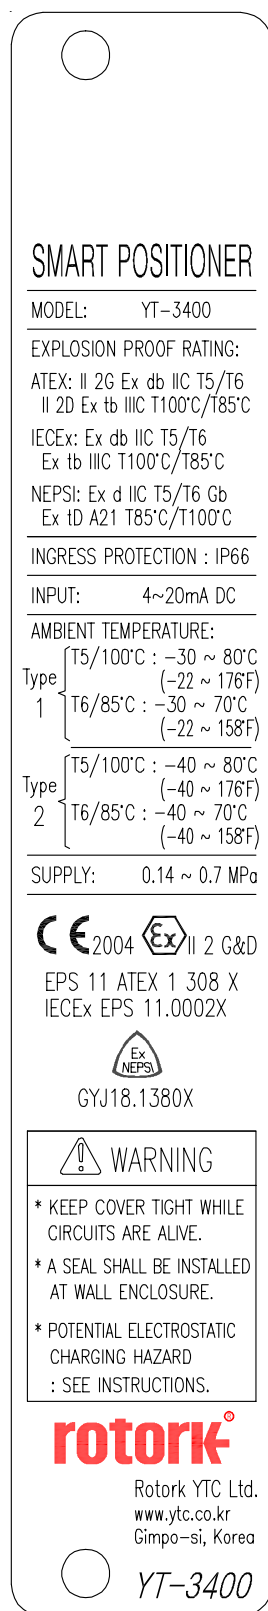 SMART POSITIONER
MODEL: YT-3400
EXPLOSION PROOF RATING:
ATEX: II 2G Ex db IIC T5/T6
II 2D Ex tb IIIC T100°C/T85°C
IECEx: Ex db IIC T5/T6
Ex tb IIIC T100°C/T85°C
NEPSI: Ex d IIC T5/T6 Gb
Ex tD A21 T85°C/T100°C
INGRESS PROTECTION : IP66
INPUT: 4~20mA DC
AMBIENT TEMPERATURE:
Type 1
T5/100°C : -30 ~ 80°C
(-22 ~ 176°F)
T6/85°C : -30 ~ 70°C
(-22 ~ 158°F)
Type 2
T5/100°C : -40 ~ 80°C
(-40 ~ 176°F)
T6/85°C : -40 ~ 70°C
(-40 ~ 158°F)
SUPPLY: 0.14 ~ 0.7 MPa
CE 2004 Ex II 2 G&D
EPS 11 ATEX 1 308 X
IECEx EPS 11.0002X
Ex
NEPSI
GYJ18.1380X
WARNING
* KEEP COVER TIGHT WHILE
CIRCUITS ARE ALIVE.
* A SEAL SHALL BE INSTALLED
AT WALL ENCLOSURE.
* POTENTIAL ELECTROSTATIC
CHARGING HAZARD
: SEE INSTRUCTIONS.
rotork®
Rotork YTC Ltd.
www.ytc.co.kr
Gimpo-si, Korea
YT-3400